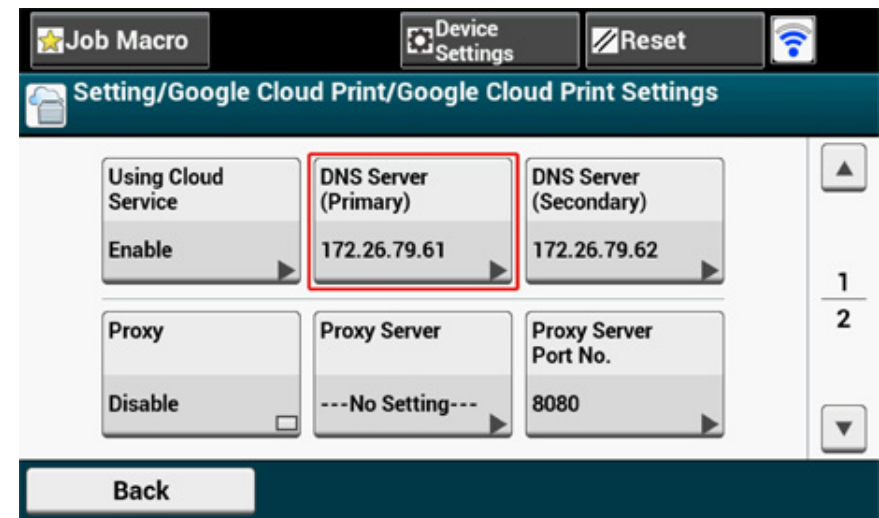 Job Macro
Device
Settings
Reset
Setting/Google Cloud Print/Google Cloud Print Settings
Using Cloud
Service
Enable
DNS Server
(Primary)
172.26.79.61
DNS Server
(Secondary)
172.26.79.62
1
2
Proxy
Disable
Proxy Server
---No Setting---
Proxy Server
Port No.
8080
Back